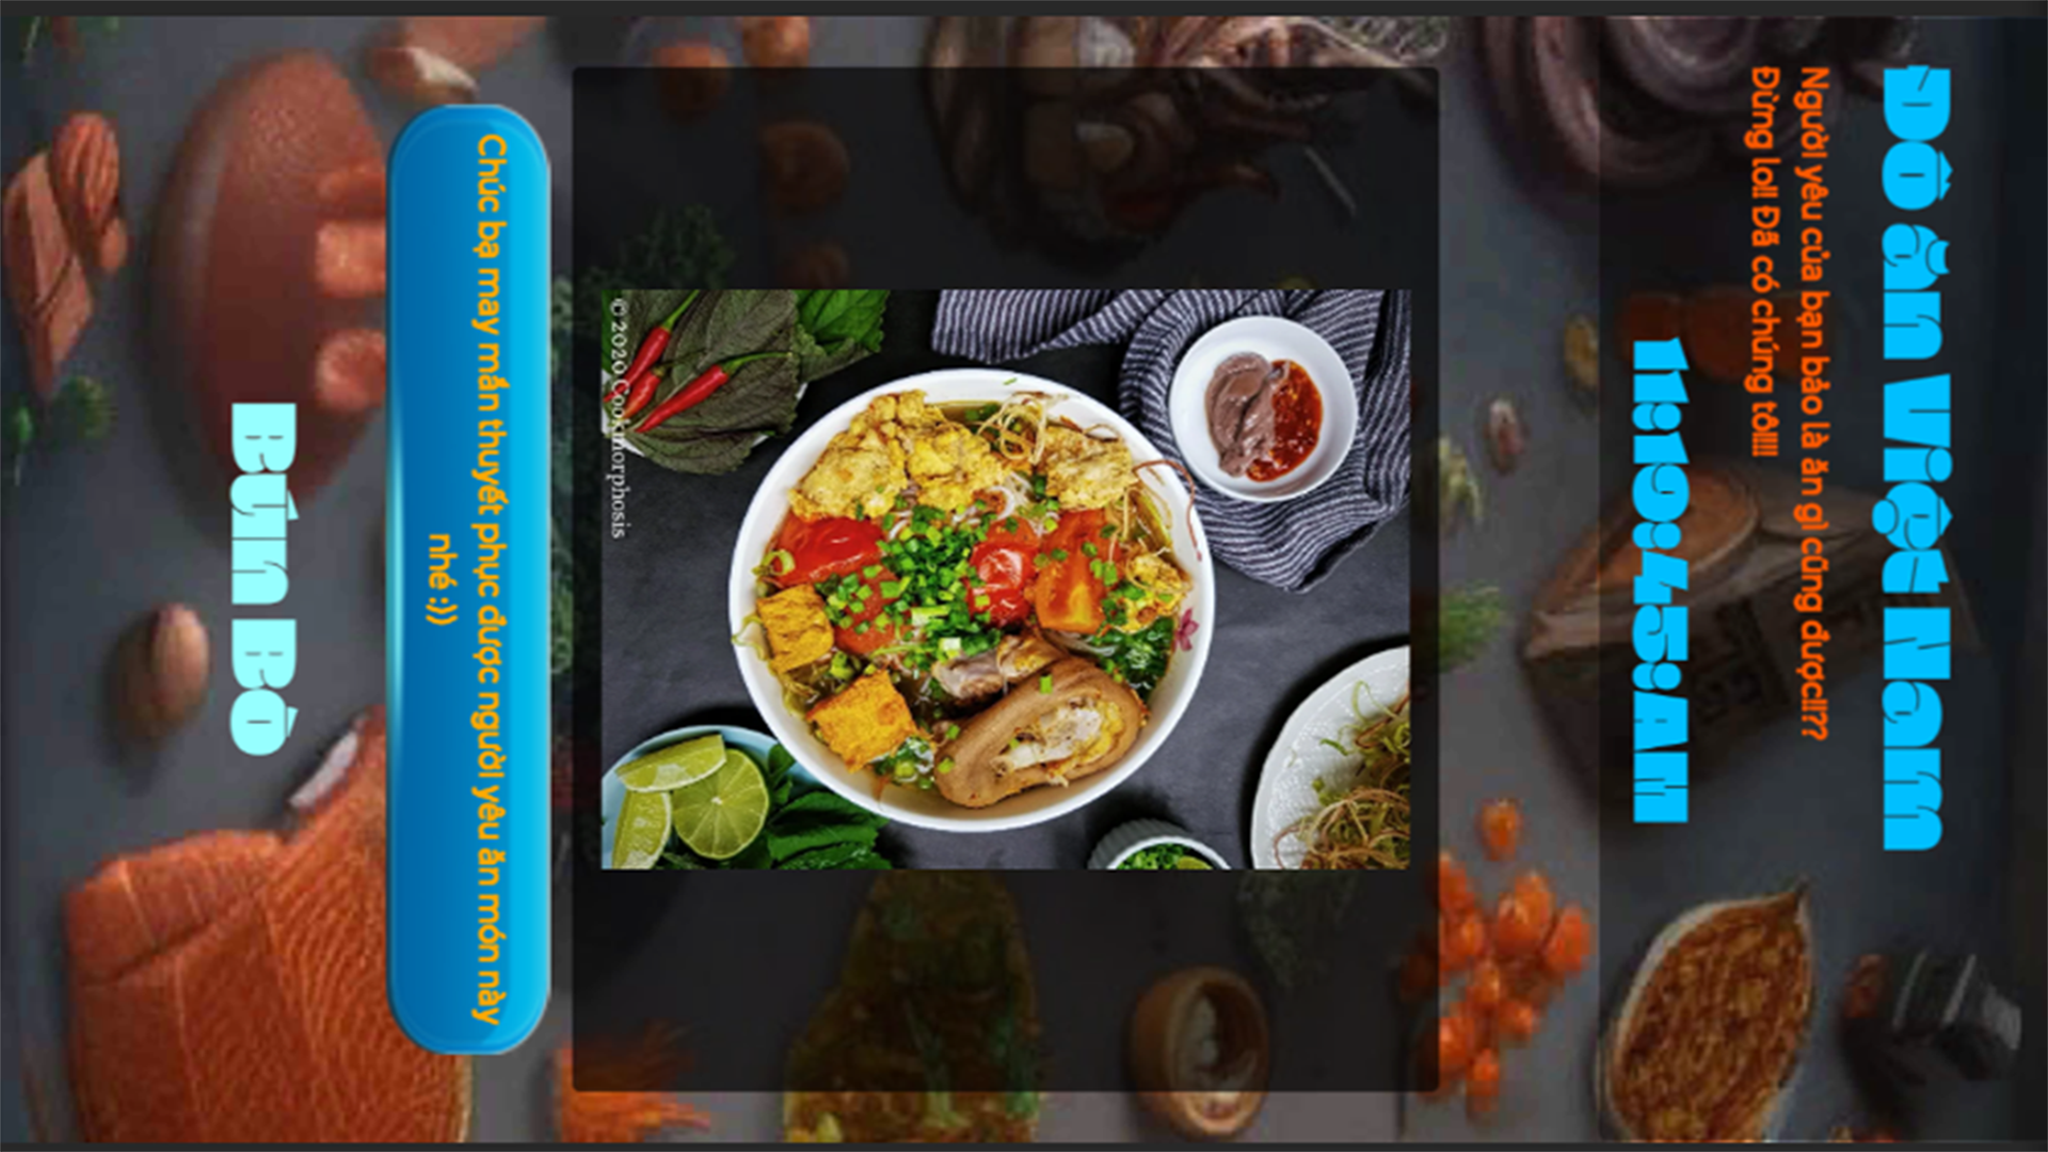 Đồ ăn Việt Nam
Người yêu của bạn bảo là ăn gì cũng được!!??
Đừng lo!! Đã có chúng tôi!!!
11:19:45:AM
© 2020 Cookmorphosis
Chúc bạ may mắn thuyết phục được người yêu ăn món này
nhé :))
BÚN BÒ